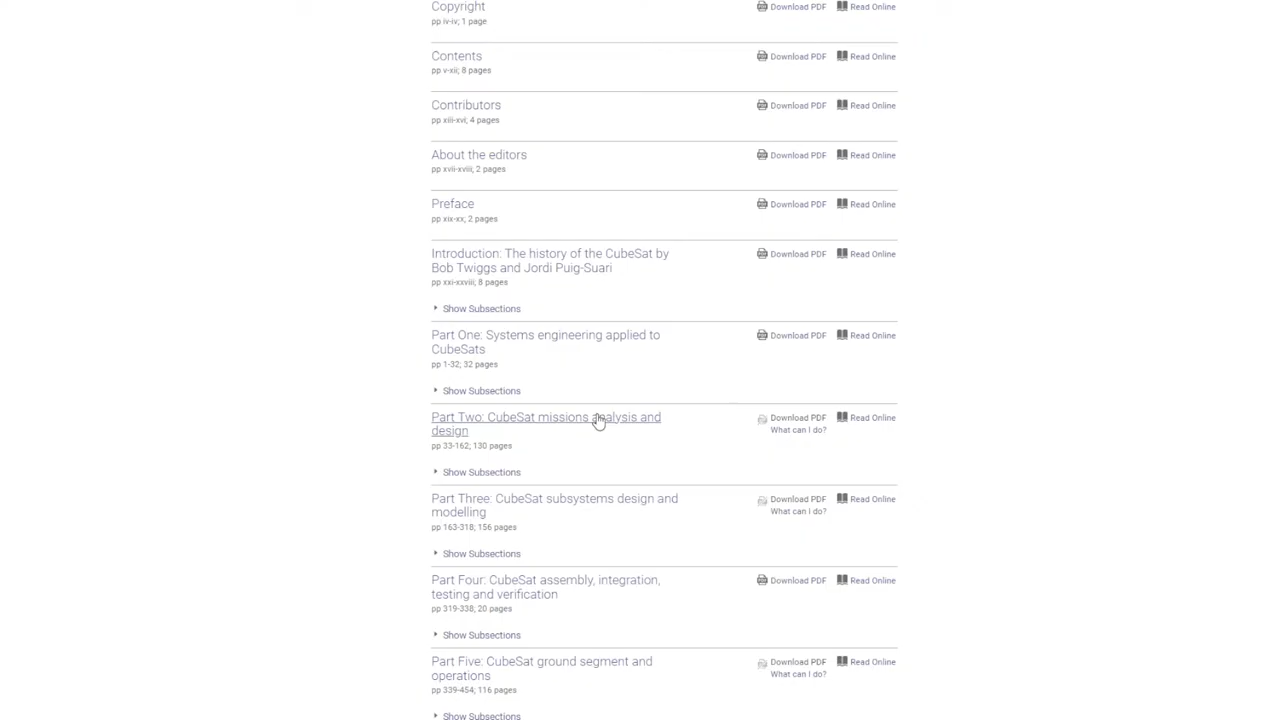 Copyright
Download PDF Read Online
pp iv-iv; 1 page
Contents
Download PDF Read Online
pp v-xii; 8 pages
Contributors
Download PDF Read Online
pp xiii-xvi; 4 pages
About the editors
Download PDF Read Online
pp xvii-xviii; 2 pages
Preface
Download PDF Read Online
pp xix-xx; 2 pages
Introduction: The history of the CubeSat by
Bob Twiggs and Jordi Puig-Suari
Download PDF Read Online
pp xxi-xxviii; 8 pages
Show Subsections
Part One: Systems engineering applied to
CubeSats
Download PDF Read Online
pp 1-32; 32 pages
Show Subsections
Part Two: CubeSat missions analysis and
design
Download PDF Read Online
What can I do?
pp 33-162; 130 pages
Show Subsections
Part Three: CubeSat subsystems design and
modelling
Download PDF Read Online
What can I do?
pp 163-318; 156 pages
Show Subsections
Part Four: CubeSat assembly, integration,
testing and verification
Download PDF Read Online
pp 319-338; 20 pages
Show Subsections
Part Five: CubeSat ground segment and
operations
Download PDF Read Online
What can I do?
pp 339-454; 116 pages
Show Subsections